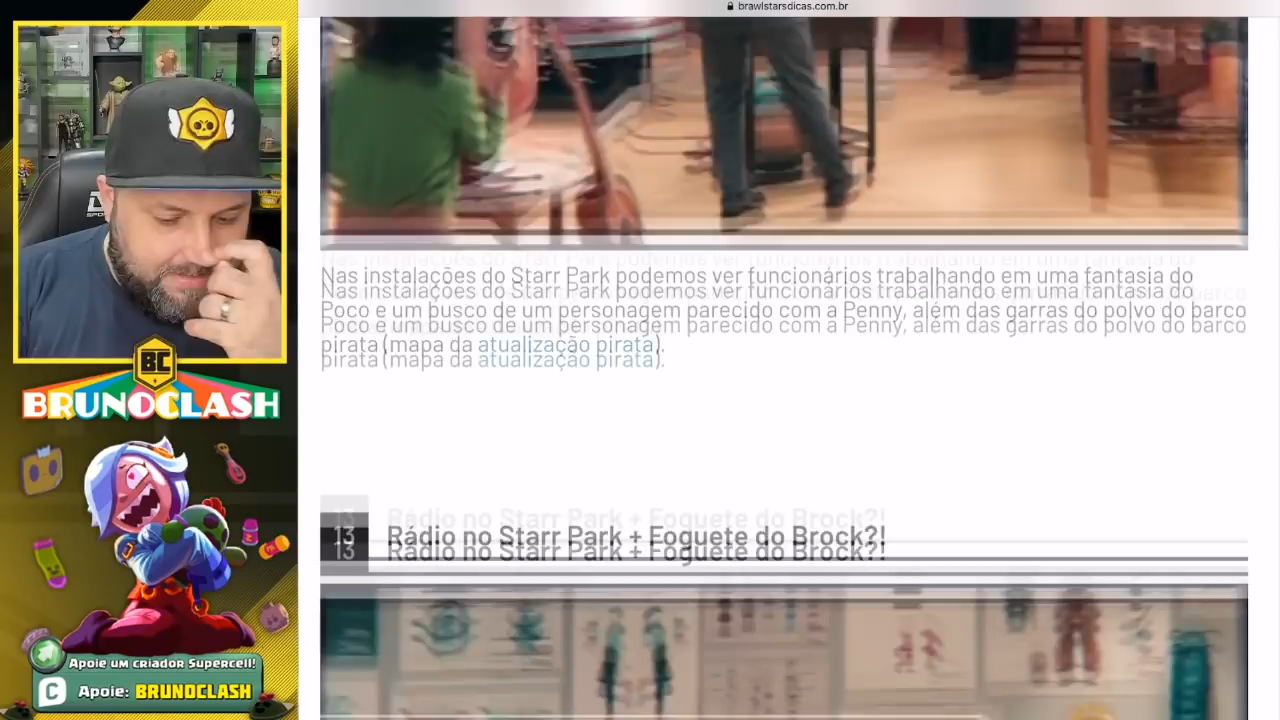 brawlstarsdicas.com.br
Nas instalações do Starr Park podemos ver funcionários trabalhando em uma fantasia do
Poco e um busco de um personagem parecido com a Penny, além das garras do polvo do barco
pirata (mapa da atualização pirata).
13 Rádio no Starr Park + Foguete do Brock?!
BC
BRUNOCLASH
Apoie um criador Supercell!
C Apoie: BRUNOCLASH